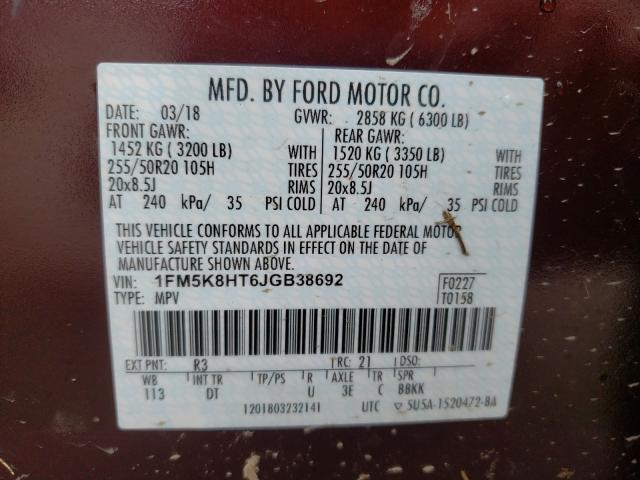 MFD. BY FORD MOTOR CO.
DATE: 03/18 GVWR: 2858 KG ( 6300 LB)
FRONT GAWR: REAR GAWR:
1452 KG ( 3200 LB) WITH 1520 KG ( 3350 LB) WITH
255/50R20 105H TIRES 255/50R20 105H TIRES
20x8.5J RIMS 20x8.5J RIMS
AT 240 kPa/ 35 PSI COLD AT 240 kPa/ 35 PSI COLD
THIS VEHICLE CONFORMS TO ALL APPLICABLE FEDERAL MOTOR
VEHICLE SAFETY STANDARDS IN EFFECT ON THE DATE OF
MANUFACTURE SHOWN ABOVE.
VIN: 1FM5K8HT6JGB38692 F0227
TYPE: MPV T0158
EXT PNT: R3 TRC: 21 DSO:
WB INT TR TP/PS R AXLE TR SPR
113 DT U 3E C BBKK
1201803232141 UTC ▽ 5U5A-1520472-BA